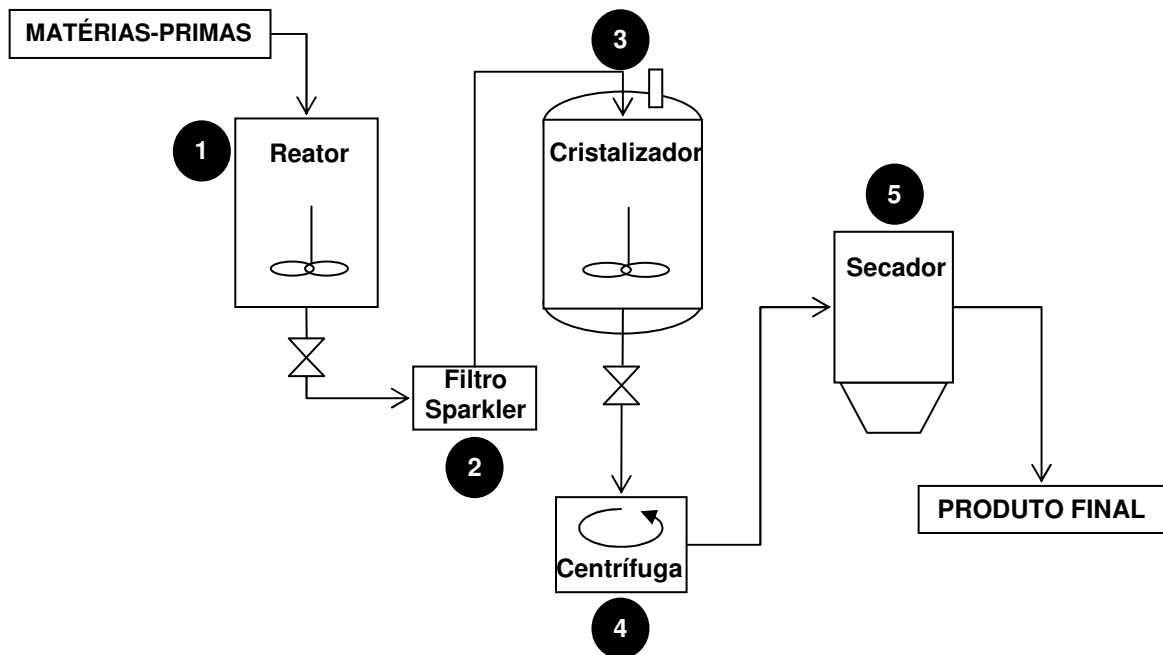 MATÉRIAS-PRIMAS
1
Reator
Filtro
Sparkler
2
3
Cristalizador
Centrífuga
4
5
Secador
PRODUTO FINAL